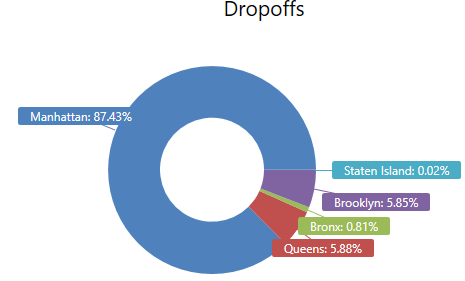 Dropoffs
Manhattan: 87.43%
Staten Island: 0.02%
Brooklyn: 5.85%
Bronx: 0.81%
Queens: 5.88%